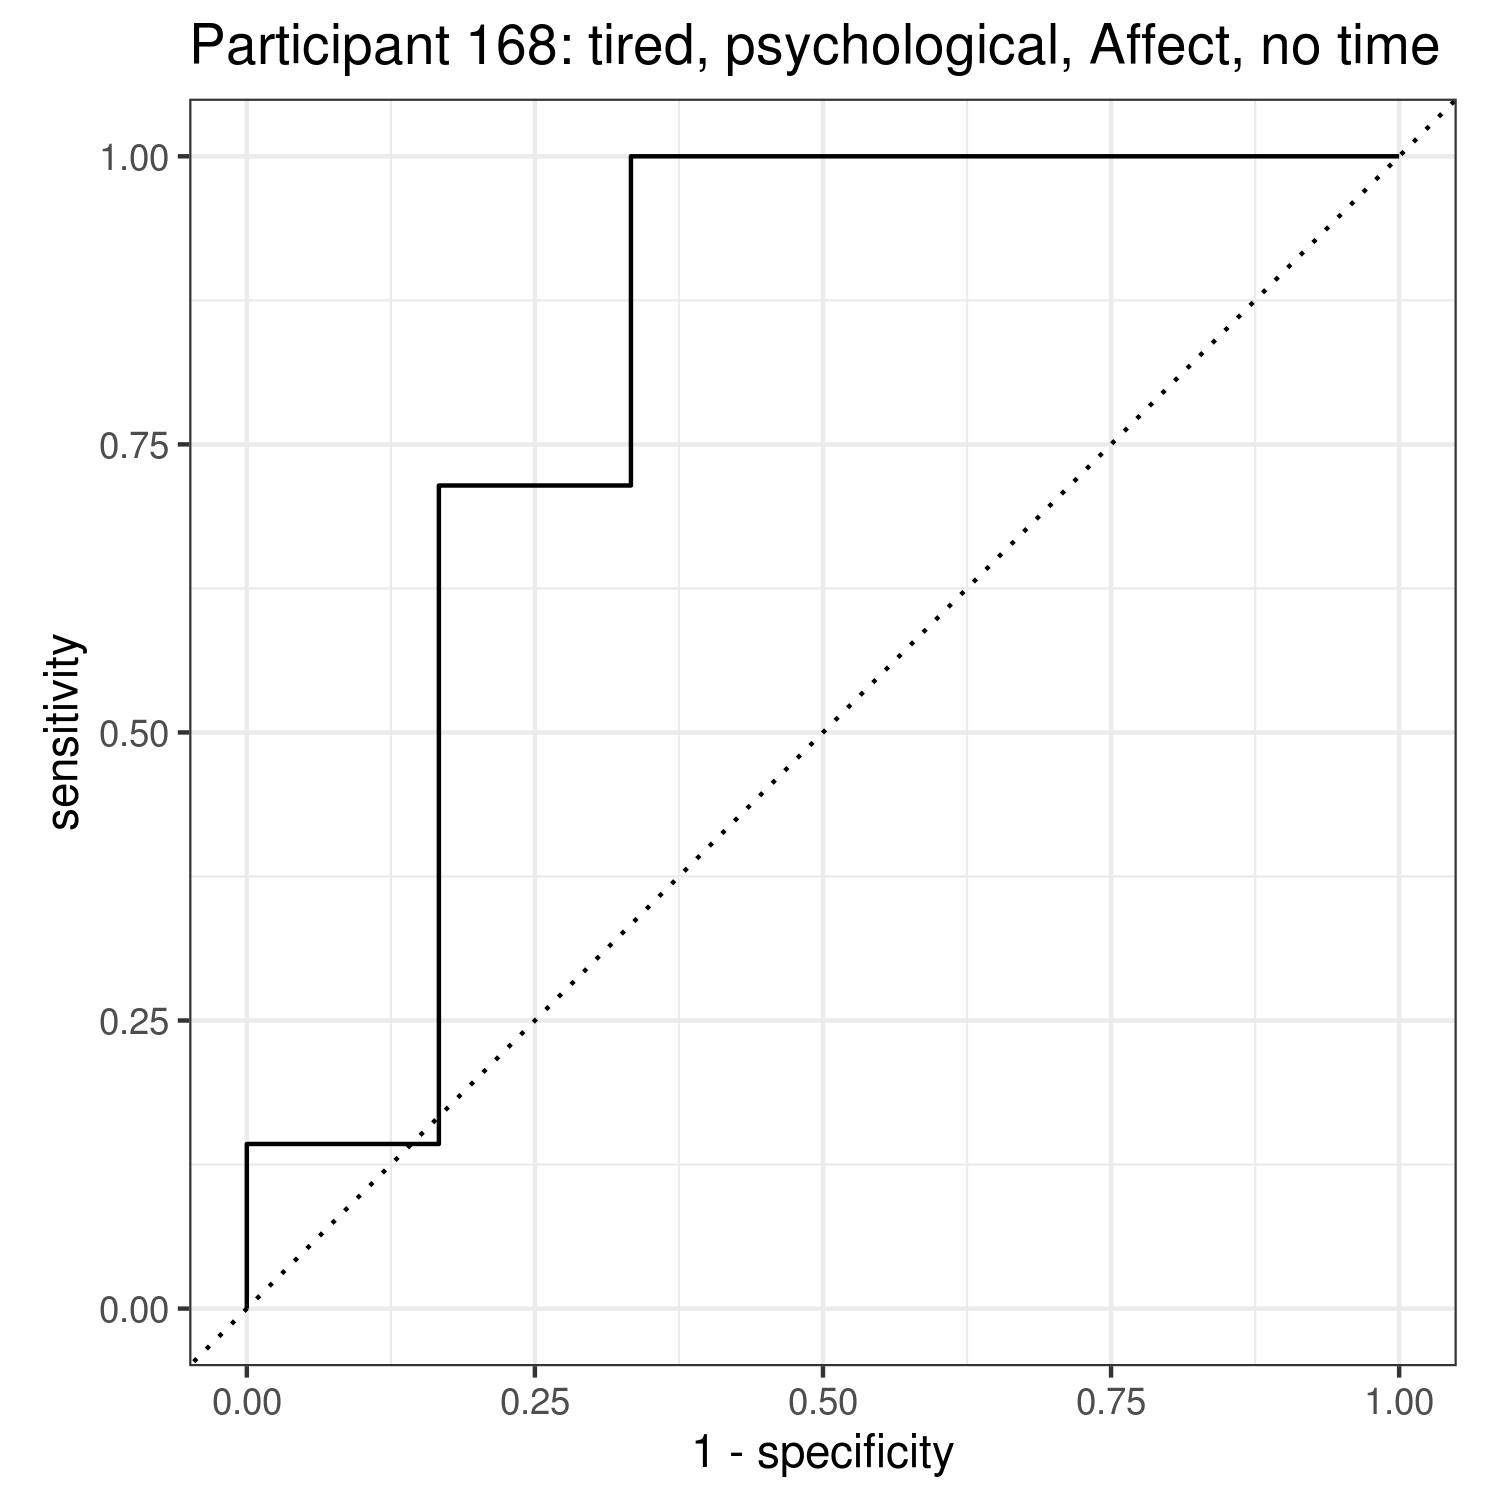 Participant 168: tired, psychological, Affect, no time
1.00
0.75
0.50
0.25
0.00
sensitivity
0.00 0.25 0.50 0.75 1.00
1 - specificity